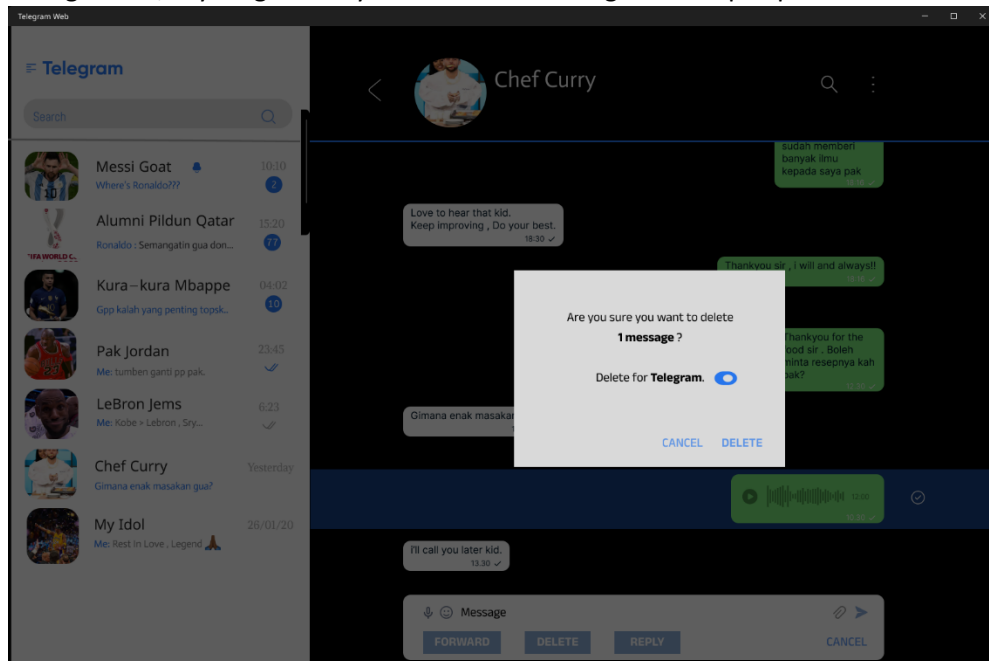 Telegram Web
Telegram
Search
Messi Goat
10:10
Where's Ronaldo???
2
Alumni Pildun Qatar
15:20
Ronaldo : Semangatin gua don...
77
Kura-kura Mbappe
04:02
Gpp kalah yang penting topsk..
10
Pak Jordan
23:45
Me: tumben ganti pp pak.
LeBron Jems
6:23
Me: Kobe > Lebron , Sry...
Chef Curry
Yesterday
Gimana enak masakan gua?
My Idol
26/01/20
Me: Rest In Love , Legend
Chef Curry
sudah memberi
banyak ilmu
kepada saya pak
Love to hear that kid.
Keep improving , Do your best.
18:30
Thankyou sir , i will and always!!
Thankyou for the
sir . Boleh
minta resepnya kah
pak?
Gimana enak masakan
Are you sure you want to delete
1 message ?
Delete for Telegram.
CANCEL DELETE
12:00
10.30
I'll call you later kid.
13.30
Message
FORWARD DELETE REPLY CANCEL